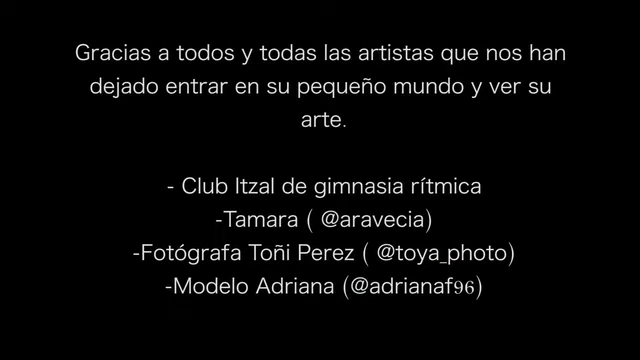 Gracias a todos y todas las artistas que nos han
dejado entrar en su pequeño mundo y ver su
arte.
- Club Itzal de gimnasia rítmica
-Tamara ( @aravecia)
-Fotógrafa Toñi Perez ( @toya_photo)
-Modelo Adriana (@adrianaf96)